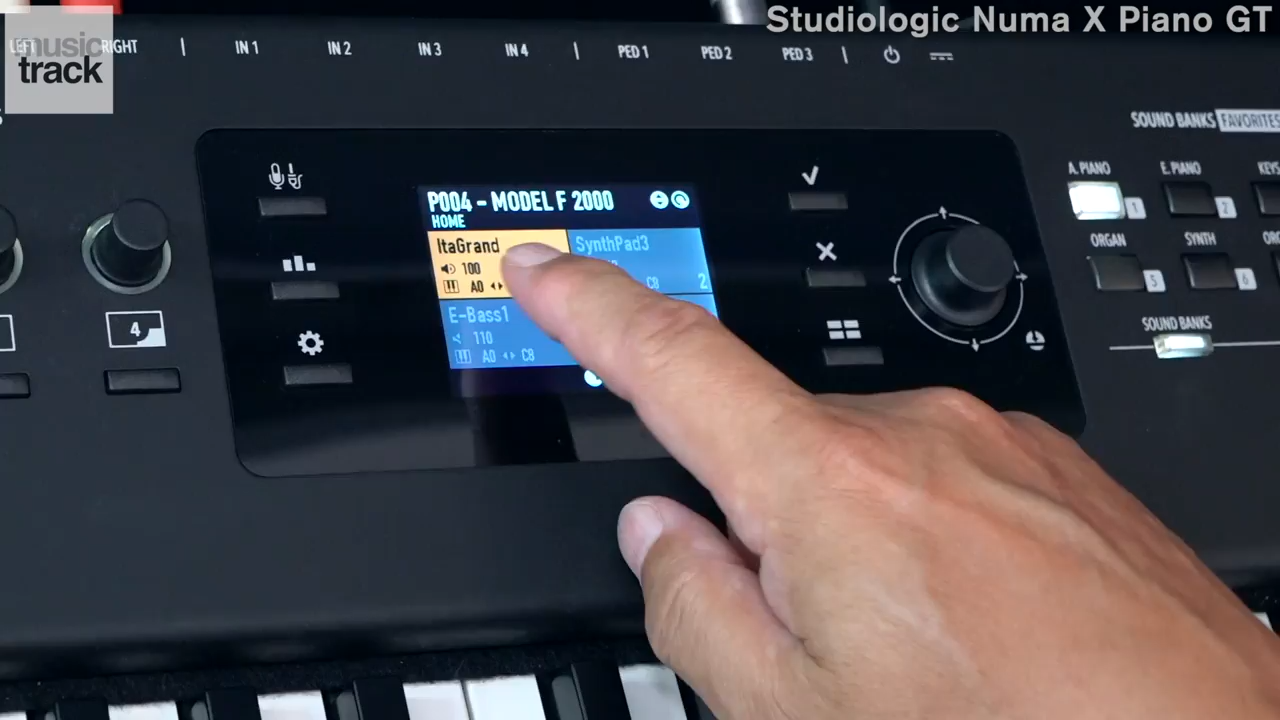 Studiologic Numa X Piano GT
music
track
LEFT RIGHT | IN 1 IN 2 IN 3 IN 4 | PED 1 PED 2 PED 3 |
SOUND BANKS FAVORITES
A. PIANO E. PIANO
1 2
ORGAN SYNTH
5 6
SOUND BANKS
4
P004 - MODEL F 2000
HOME
ItaGrand SynthPad3
100
A0 C8 2
E-Bass1
110
A0 C8